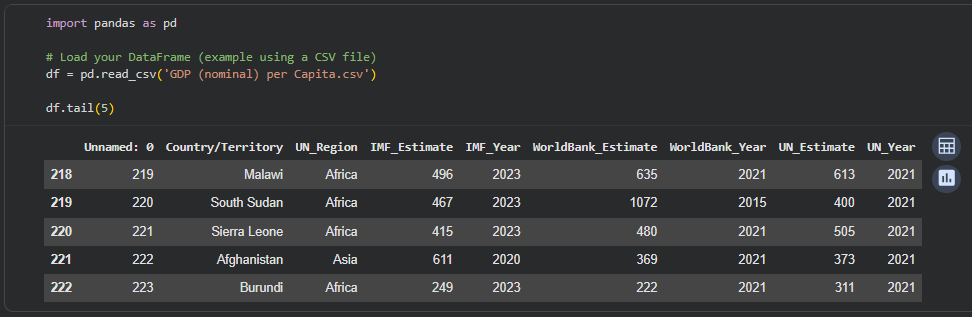 import pandas as pd
# Load your DataFrame (example using a CSV file)
df = pd.read_csv('GDP (nominal) per Capita.csv')
df.tail(5)
Unnamed: 0 Country/Territory UN_Region IMF_Estimate IMF_Year WorldBank_Estimate WorldBank_Year UN_Estimate UN_Year
218 219 Malawi Africa 496 2023 635 2021 613 2021
219 220 South Sudan Africa 467 2023 1072 2015 400 2021
220 221 Sierra Leone Africa 415 2023 480 2021 505 2021
221 222 Afghanistan Asia 611 2020 369 2021 373 2021
222 223 Burundi Africa 249 2023 222 2021 311 2021